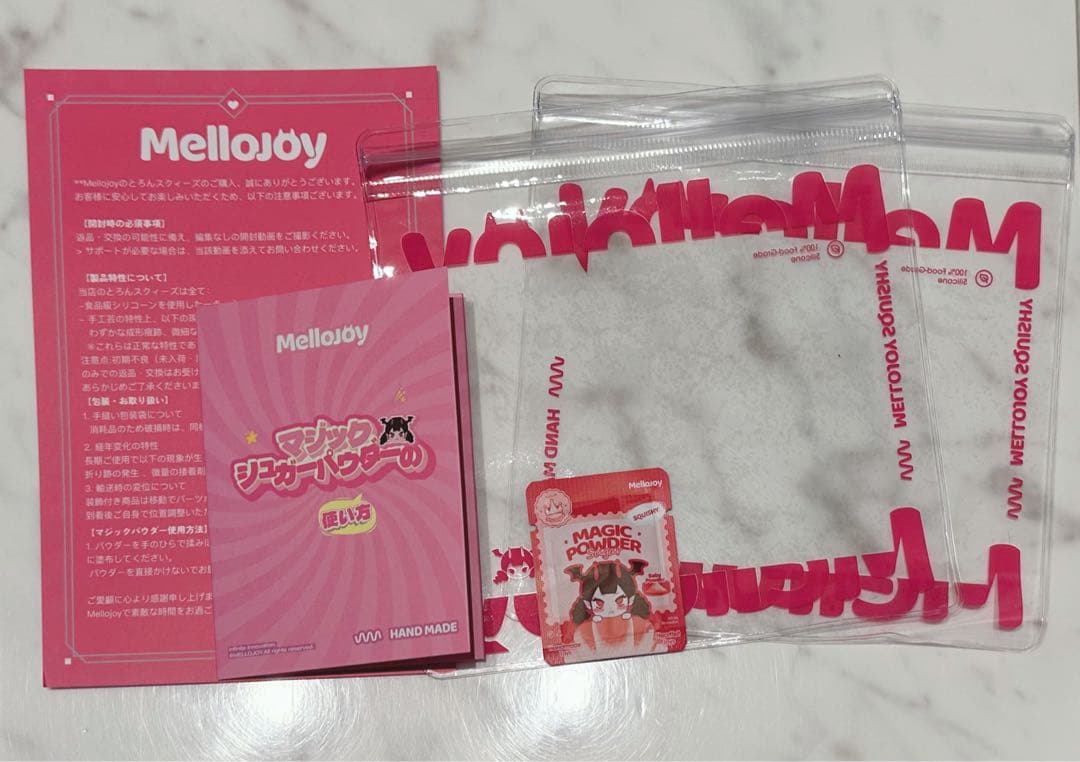 Mellojoy
**Mellojoyのとろんスクィーズのご購入、誠にありがとうございます。
お客様に安心してお楽しみいただくため、以下の注意事項ございます。
【開封時の必須事項】
返品・交換の可能性に備え、編集なしの開封動画をご撮影ください。
> サポートが必要な場合は、当該動画を添えてお問い合わせください。
【製品特性について】
当店のとろんスクィーズは全て
- 食品級シリコーンを使用した
- 手工芸の特性上、以下の
わずかな成形痕跡、微細な
※これらは正常な特性であ
注意点:初期不良（未入荷・
のみでの返品・交換はお受け
あらかじめご了承くださいま
【包装・お取り扱い】
1. 手縫い包装袋について
消耗品のため破損時は、同
2. 経年変化の特性
長期ご使用で以下の現象が生
折り跡の発生 、微量の接着剤
3. 輸送時の変位について
装飾付き商品は移動でパーツ
到着後ご自身で位置調整いた
【マジックパウダー使用方法】
1. パウダーを手のひらで揉み
に塗布してください。
パウダーを直接かけないでお
ご愛顧に心より感謝申し上げま
Mellojoyで素敵な時間をお過ご
Mellojoy
マジック
シュガーパウダーの
使い方
HAND MADE
Infinite Innovation.
©MELLOJOY All rights reserved.
Mellojoy
100% Food-Grade
Silicone
MELLOJOY SQUISHY
HAND M
Me
100% Food-Grade
Silicone
MELLOJOY SQUISHY
Mellojoy
SQUISHY
MAGIC
POWDER